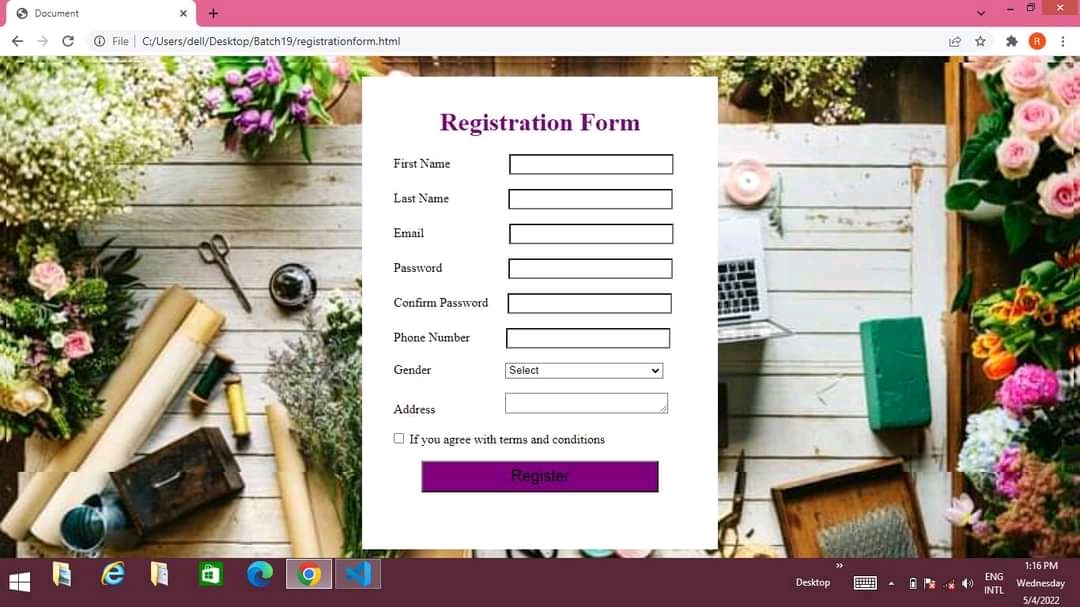 Document
File
C:/Users/dell/Desktop/Batch19/registrationform.html
R
Registration Form
First Name
Last Name
Email
Password
Confirm Password
Phone Number
Gender Select
Address
If you agree with terms and conditions
Register
Desktop
ENG
INTL
1:16 PM
Wednesday
5/4/2022